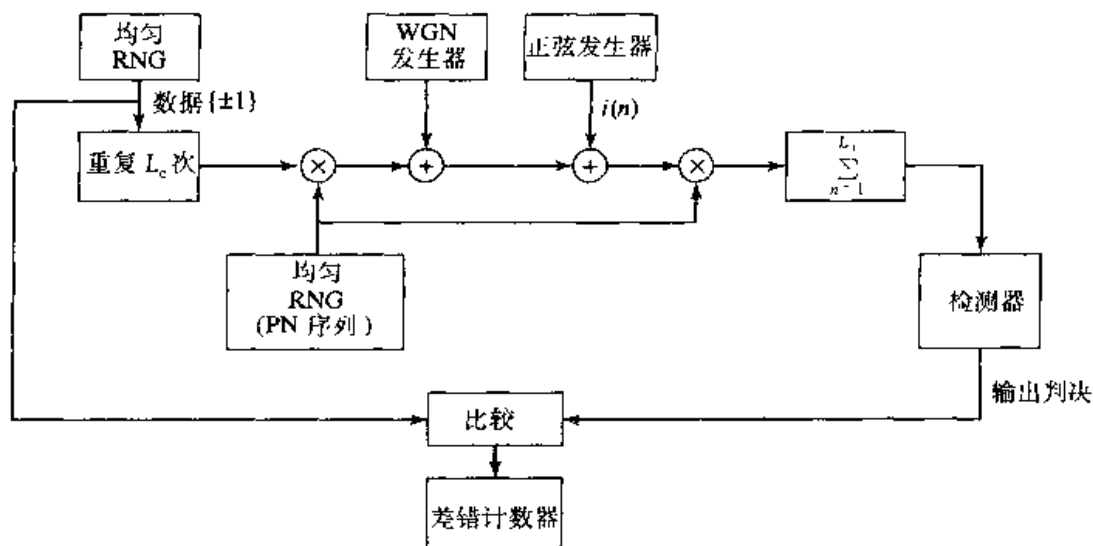 均匀
RNG
WGN
发生器
正弦发生器
数据{±1}
i(n)
重复 Lc 次
×
+
+
×
∑
n=1
均匀
RNG
(PN 序列)
检测器
输出判决
比较
差错计数器